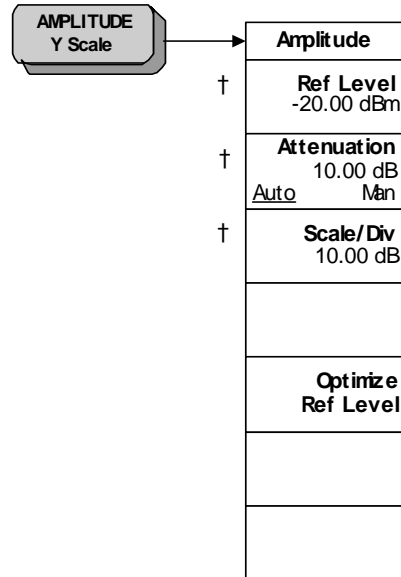 AMPLITUDE
Y Scale
Amplitude
†
Ref Level
-20.00 dBm
†
Attenuation
10.00 dB
Auto Man
†
Scale/Div
10.00 dB
Optimize
Ref Level